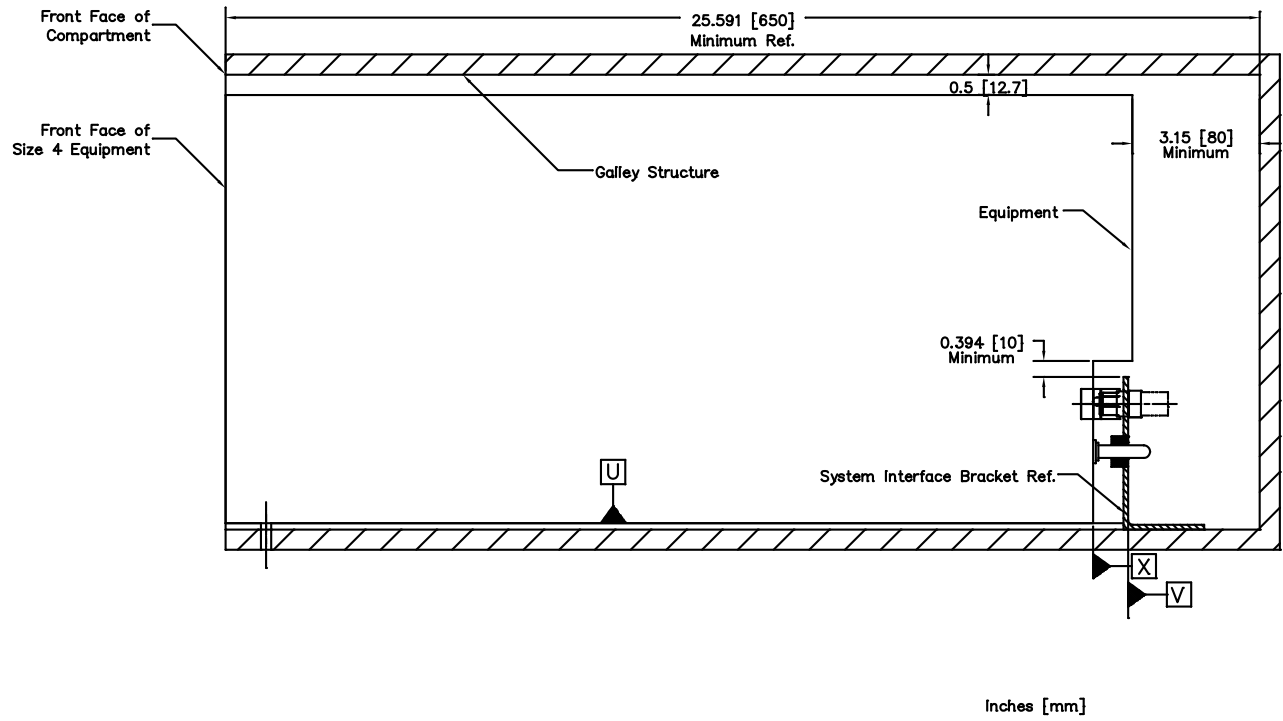 Front Face of
Compartment
25.591 [650]
Minimum Ref.
0.5 [12.7]
Front Face of
Size 4 Equipment
3.15 [80]
Minimum
Galley Structure
Equipment
0.394 [10]
Minimum
System Interface Bracket Ref.
U
X
V
Inches [mm]